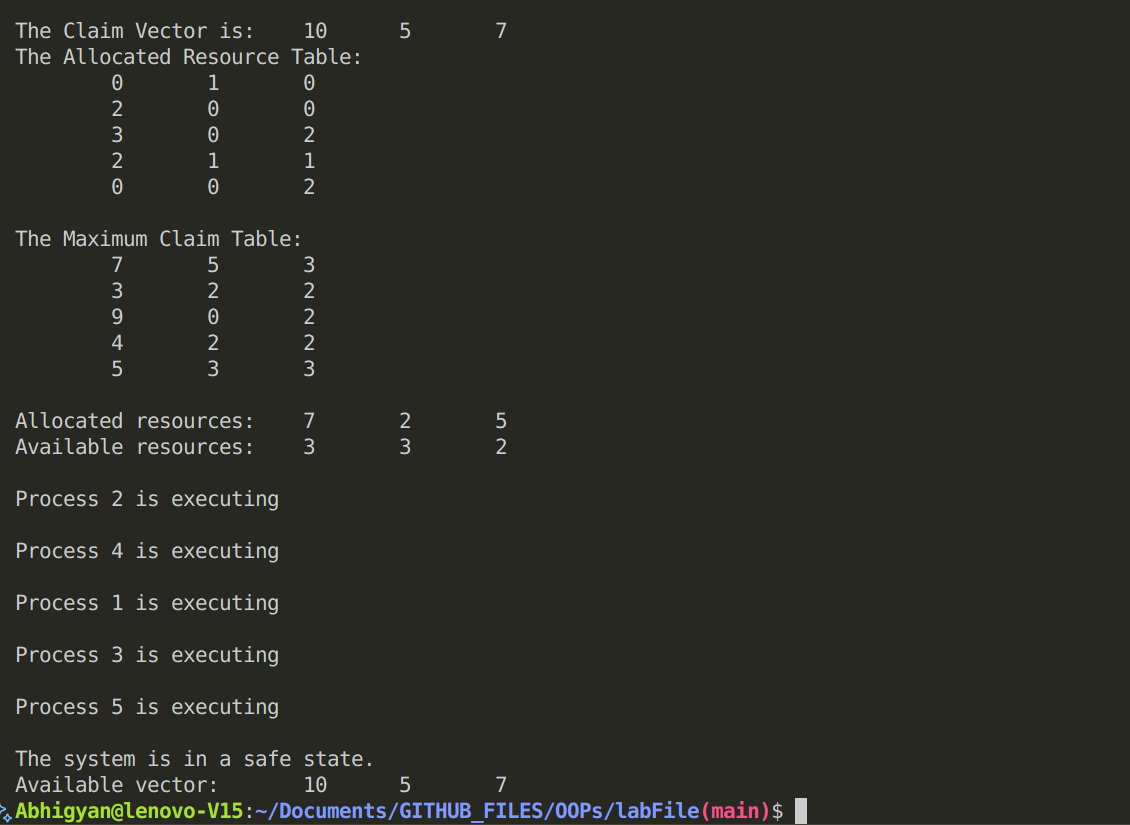 The Claim Vector is: 10 5 7
The Allocated Resource Table:
0 1 0
2 0 0
3 0 2
2 1 1
0 0 2
The Maximum Claim Table:
7 5 3
3 2 2
9 0 2
4 2 2
5 3 3
Allocated resources: 7 2 5
Available resources: 3 3 2
Process 2 is executing
Process 4 is executing
Process 1 is executing
Process 3 is executing
Process 5 is executing
The system is in a safe state.
Available vector: 10 5 7
Abhigyan@lenovo-V15:~/Documents/GITHUB_FILES/OOPs/labFile(main)$